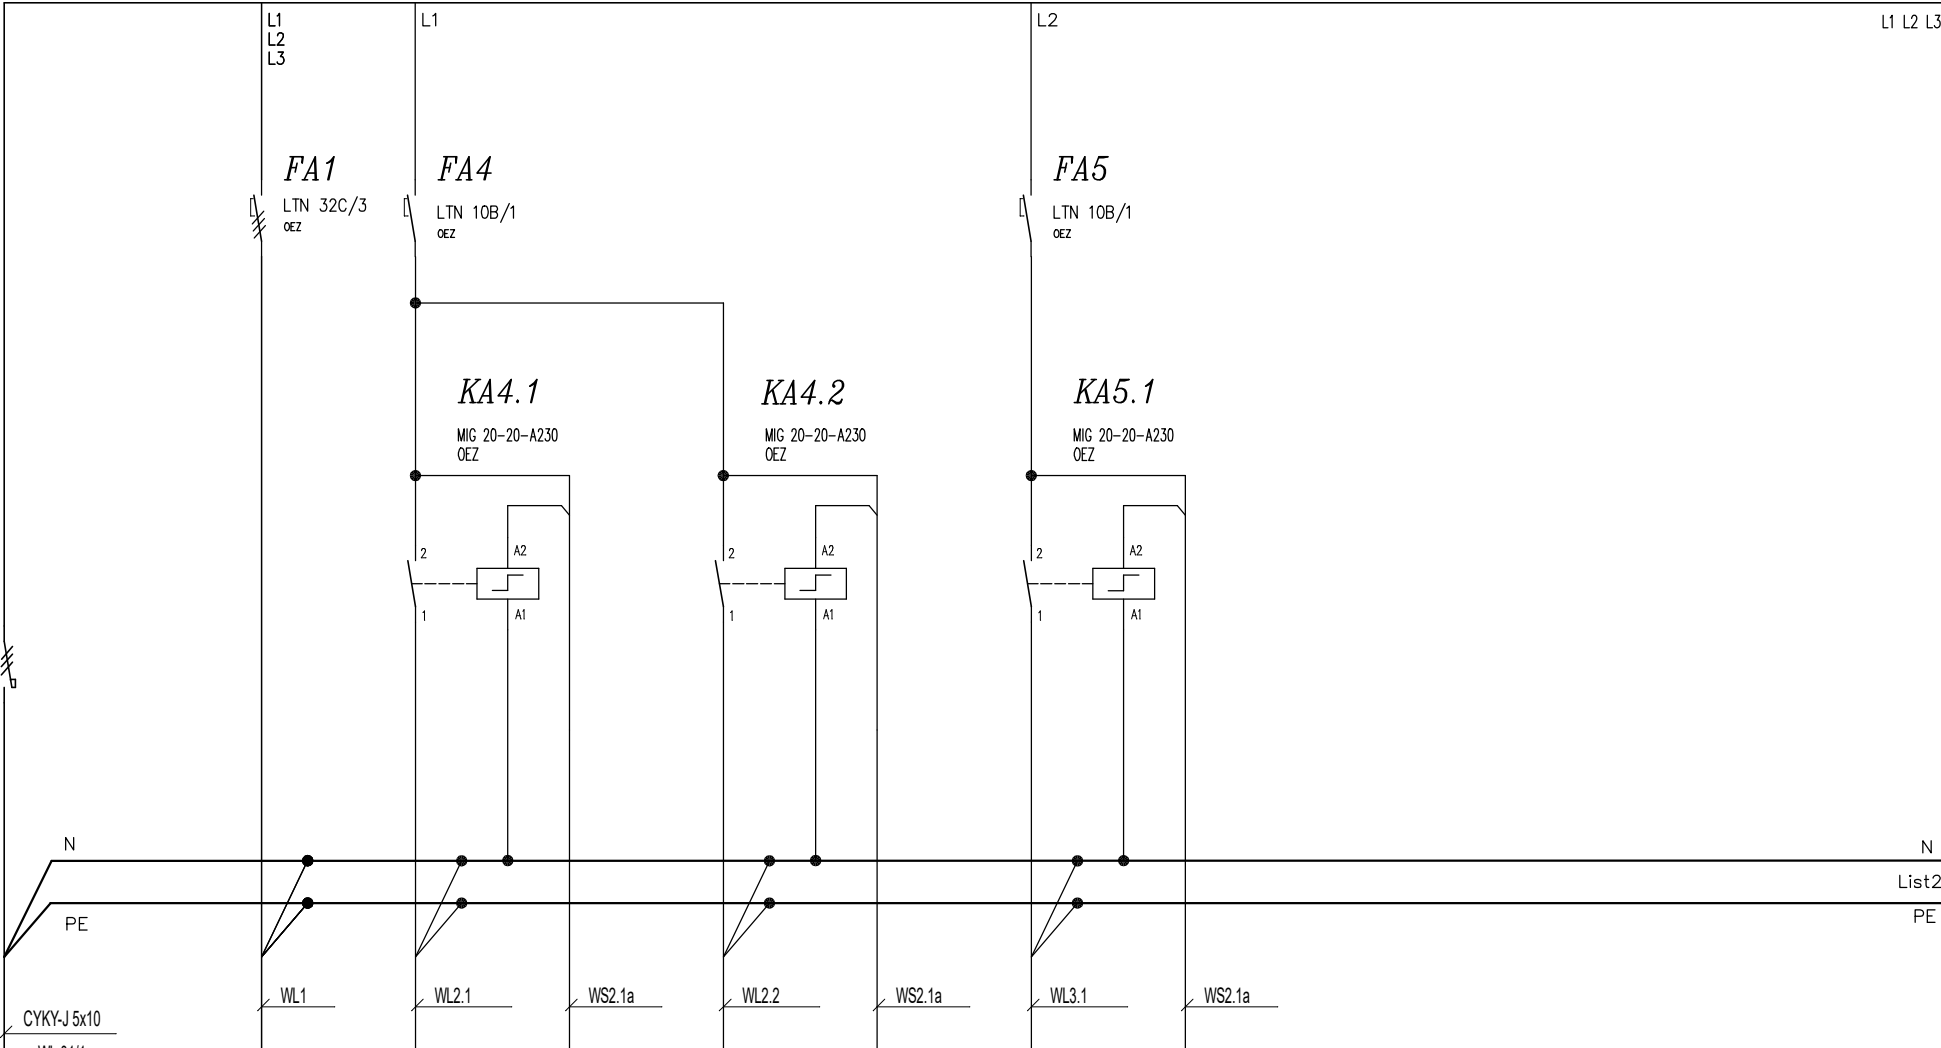 L1
L2
L3
L1
L2
L1 L2 L3
FA1
LTN 32C/3
OEZ
FA4
LTN 10B/1
OEZ
FA5
LTN 10B/1
OEZ
KA4.1
MIG 20-20-A230
OEZ
KA4.2
MIG 20-20-A230
OEZ
KA5.1
MIG 20-20-A230
OEZ
2
A2
1
A1
2
A2
1
A1
2
A2
1
A1
N
N
List2
PE
PE
WL1
WL2.1
WS2.1a
WL2.2
WS2.1a
WL3.1
WS2.1a
CYKY-J 5x10